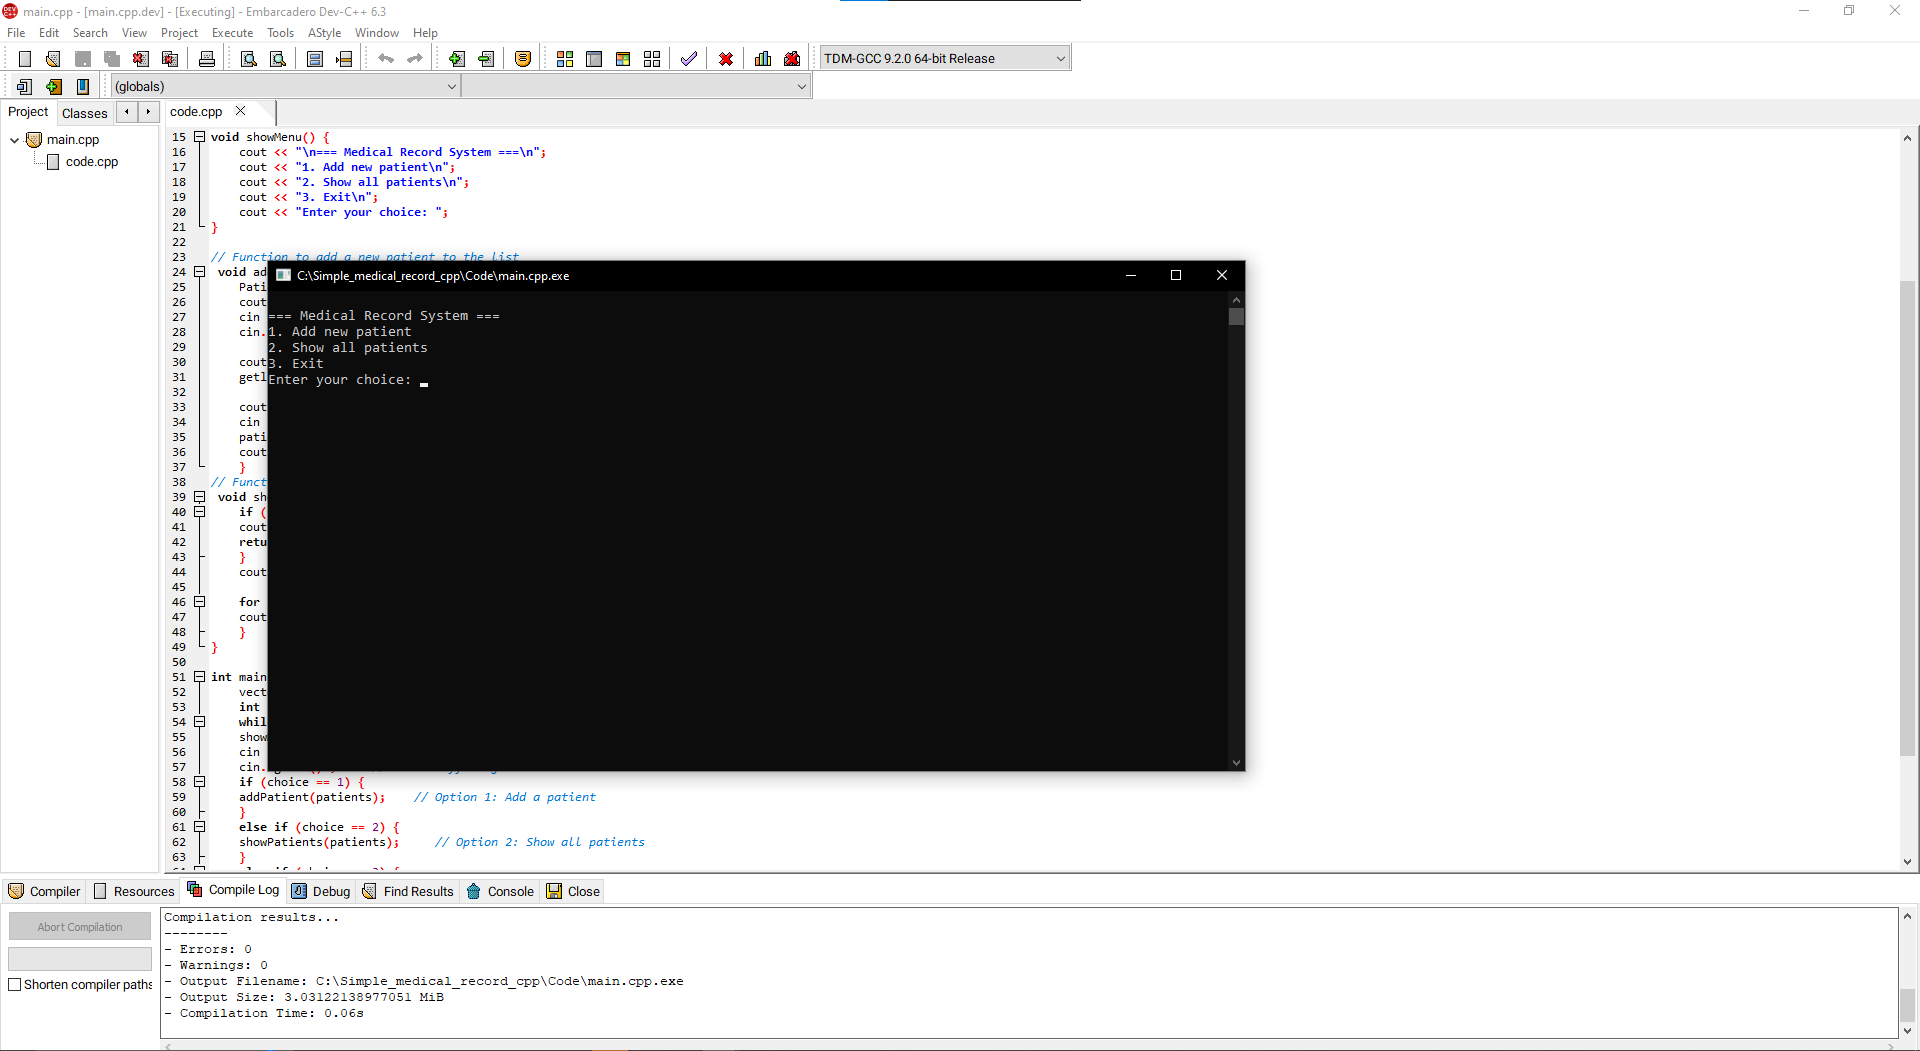 main.cpp - [main.cpp.dev] - [Executing] - Embarcadero Dev-C++ 6.3
File Edit Search View Project Execute Tools AStyle Window Help
TDM-GCC 9.2.0 64-bit Release
(globals)
Project Classes
code.cpp
main.cpp
code.cpp
15 void showMenu() {
16 cout << "\n=== Medical Record System ===\n";
17 cout << "1. Add new patient\n";
18 cout << "2. Show all patients\n";
19 cout << "3. Exit\n";
20 cout << "Enter your choice: ";
21 }
22
23 // Function to add a new patient to the list
24 void ad
25 Pati
26 cout
27 cin
28 cin.
29
30 cout
31 getl
32
33 cout
34 cin
35 pati
36 cout
37 }
38 // Funct
39 void sh
40 if (
41 cout
42 retu
43 }
44 cout
45
46 for
47 cout
48 }
49 }
50
51 int main
52 vect
53 int
54 whil
55 show
56 cin
57 cin.
58 if (choice == 1) {
59 addPatient(patients); // Option 1: Add a patient
60 }
61 else if (choice == 2) {
62 showPatients(patients); // Option 2: Show all patients
63 }
C:\Simple_medical_record_cpp\Code\main.cpp.exe
=== Medical Record System ===
1. Add new patient
2. Show all patients
3. Exit
Enter your choice:
Compiler Resources Compile Log Debug Find Results Console Close
Abort Compilation
Shorten compiler paths
Compilation results...
--------
- Errors: 0
- Warnings: 0
- Output Filename: C:\Simple_medical_record_cpp\Code\main.cpp.exe
- Output Size: 3.03122138977051 MiB
- Compilation Time: 0.06s